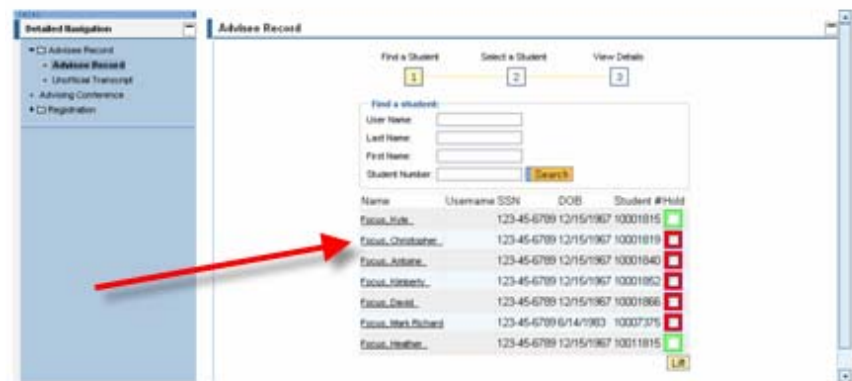 Detailed Navigation
Advisee Record
Advisee Record
Unofficial Transcript
Advising Conference
Registration
Advisee Record
Find a Student Select a Student View Details
1 2 3
Find a student:
User Name:
Last Name:
First Name:
Student Number: Search
Name Username SSN DOB Student # Hold
Focus, Kyle 123-45-6789 12/15/1967 10001815
Focus, Christopher 123-45-6789 12/15/1967 10001819
Focus, Antoine 123-45-6789 12/15/1967 10001840
Focus, Kimberly 123-45-6789 12/15/1967 10001852
Focus, David 123-45-6789 12/15/1967 10001866
Focus, Mark Richard 123-45-6789 6/14/1983 10007375
Focus, Heather 123-45-6789 12/15/1967 10011815
Lift